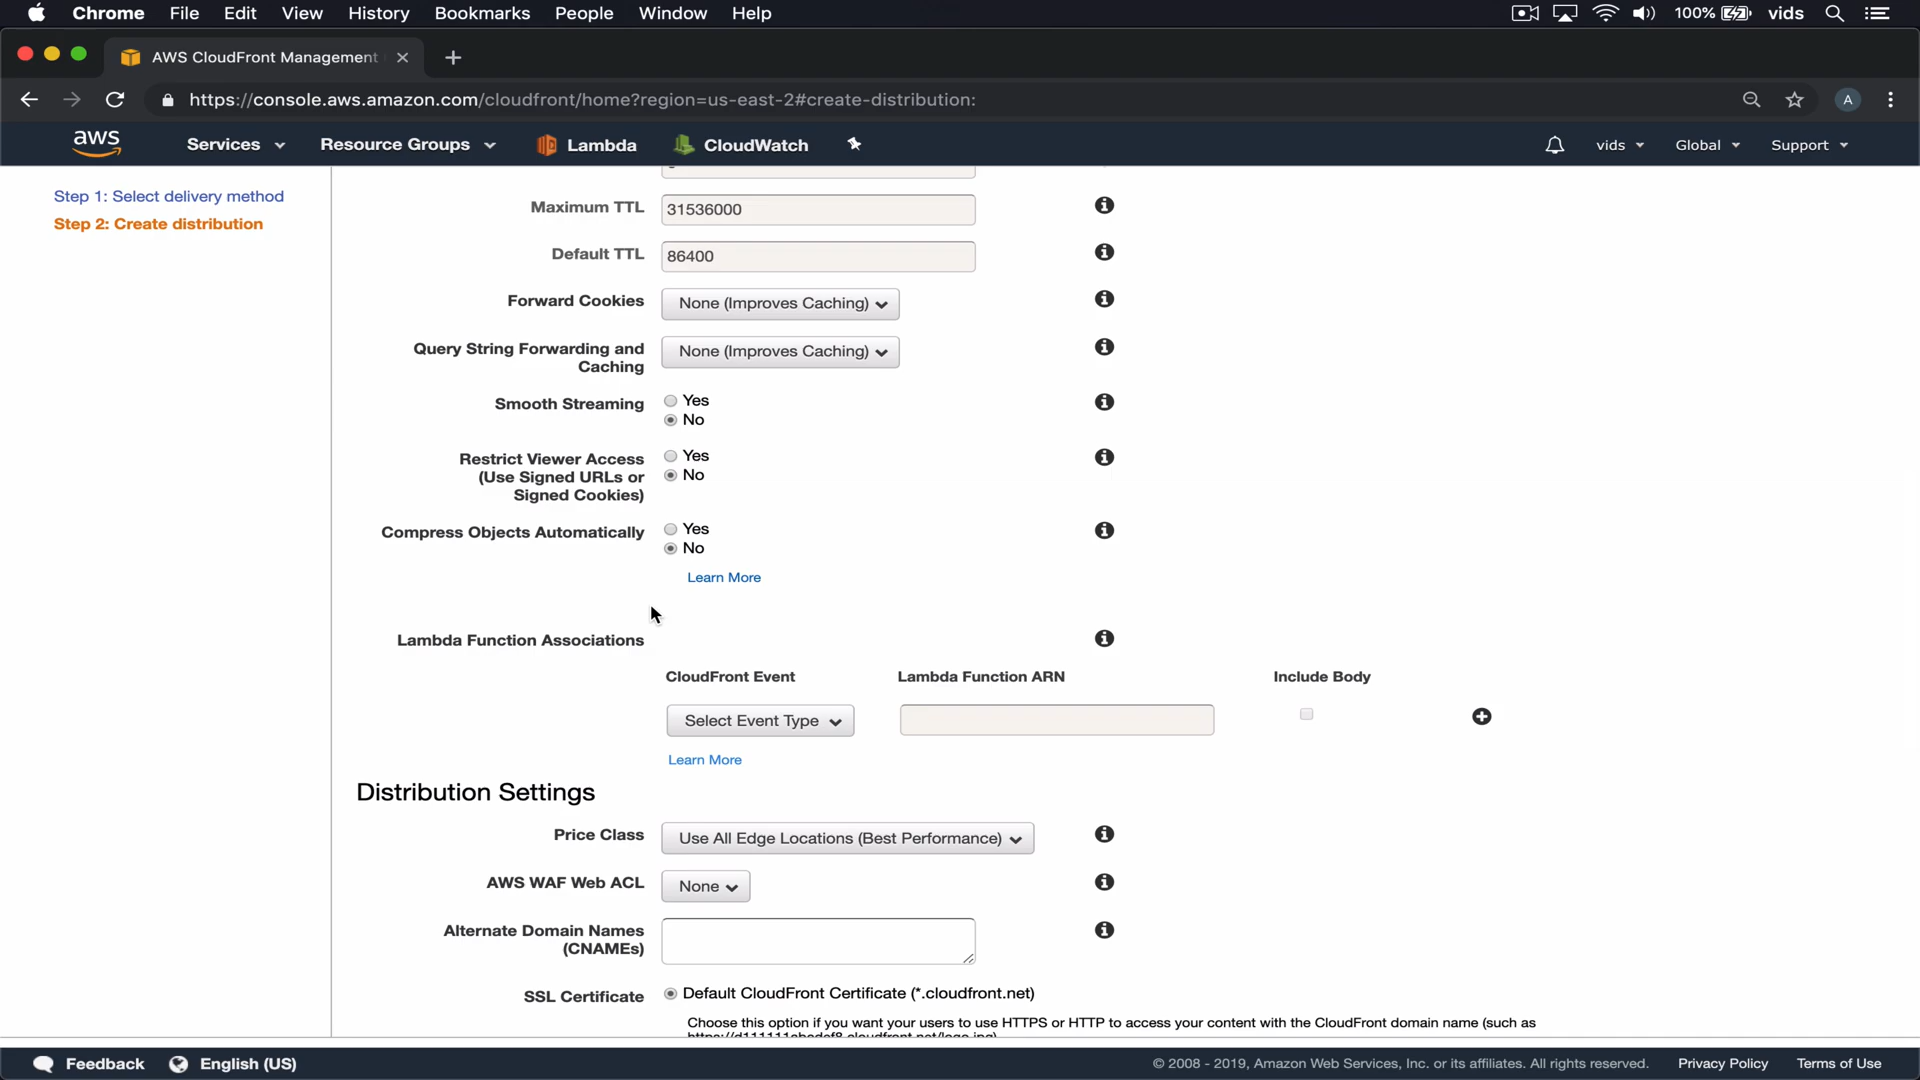 Chrome File Edit View History Bookmarks People Window Help 100% vids
AWS CloudFront Management
https://console.aws.amazon.com/cloudfront/home?region=us-east-2#create-distribution: A
aws Services Resource Groups Lambda CloudWatch vids Global Support
Step 1: Select delivery method
Step 2: Create distribution
Maximum TTL 31536000
Default TTL 86400
Forward Cookies None (Improves Caching)
Query String Forwarding and
Caching
None (Improves Caching)
Smooth Streaming
Yes
No
Restrict Viewer Access
(Use Signed URLs or
Signed Cookies)
Yes
No
Compress Objects Automatically
Yes
No
Learn More
Lambda Function Associations
CloudFront Event Lambda Function ARN Include Body
Select Event Type
Learn More
Distribution Settings
Price Class Use All Edge Locations (Best Performance)
AWS WAF Web ACL None
Alternate Domain Names
(CNAMEs)
SSL Certificate Default CloudFront Certificate (*.cloudfront.net)
Choose this option if you want your users to use HTTPS or HTTP to access your content with the CloudFront domain name (such as
Feedback English (US) © 2008 - 2019, Amazon Web Services, Inc. or its affiliates. All rights reserved. Privacy Policy Terms of Use